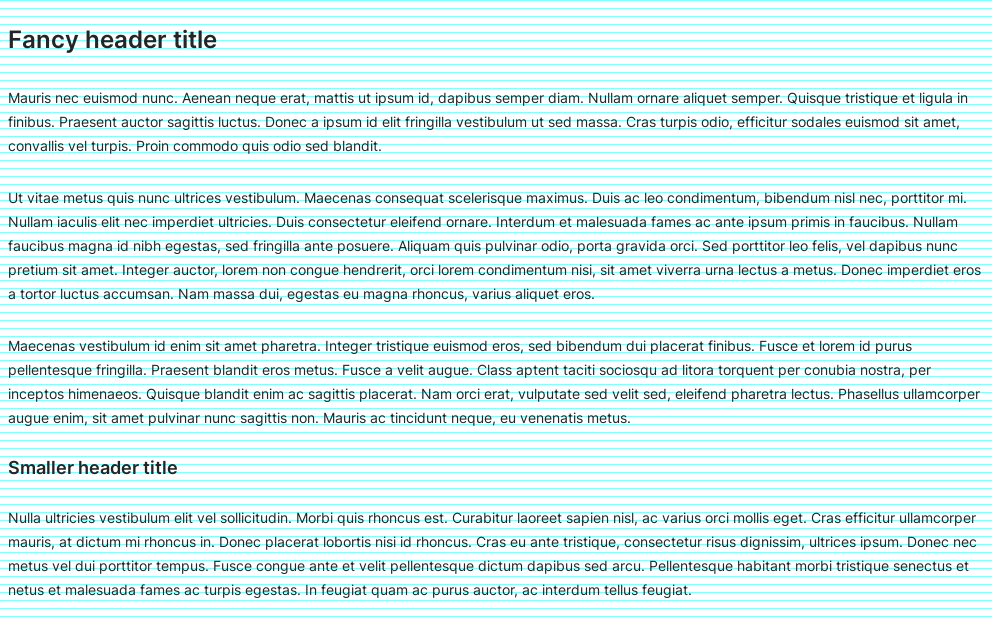 Fancy header title
Mauris nec euismod nunc. Aenean neque erat, mattis ut ipsum id, dapibus semper diam. Nullam ornare aliquet semper. Quisque tristique et ligula in
finibus. Praesent auctor sagittis luctus. Donec a ipsum id elit fringilla vestibulum ut sed massa. Cras turpis odio, efficitur sodales euismod sit amet,
convallis vel turpis. Proin commodo quis odio sed blandit.
Ut vitae metus quis nunc ultrices vestibulum. Maecenas consequat scelerisque maximus. Duis ac leo condimentum, bibendum nisl nec, porttitor mi.
Nullam iaculis elit nec imperdiet ultricies. Duis consectetur eleifend ornare. Interdum et malesuada fames ac ante ipsum primis in faucibus. Nullam
faucibus magna id nibh egestas, sed fringilla ante posuere. Aliquam quis pulvinar odio, porta gravida orci. Sed porttitor leo felis, vel dapibus nunc
pretium sit amet. Integer auctor, lorem non congue hendrerit, orci lorem condimentum nisi, sit amet viverra urna lectus a metus. Donec imperdiet eros
a tortor luctus accumsan. Nam massa dui, egestas eu magna rhoncus, varius aliquet eros.
Maecenas vestibulum id enim sit amet pharetra. Integer tristique euismod eros, sed bibendum dui placerat finibus. Fusce et lorem id purus
pellentesque fringilla. Praesent blandit eros metus. Fusce a velit augue. Class aptent taciti sociosqu ad litora torquent per conubia nostra, per
inceptos himenaeos. Quisque blandit enim ac sagittis placerat. Nam orci erat, vulputate sed velit sed, eleifend pharetra lectus. Phasellus ullamcorper
augue enim, sit amet pulvinar nunc sagittis non. Mauris ac tincidunt neque, eu venenatis metus.
Smaller header title
Nulla ultricies vestibulum elit vel sollicitudin. Morbi quis rhoncus est. Curabitur laoreet sapien nisl, ac varius orci mollis eget. Cras efficitur ullamcorper
mauris, at dictum mi rhoncus in. Donec placerat lobortis nisi id rhoncus. Cras eu ante tristique, consectetur risus dignissim, ultrices ipsum. Donec nec
metus vel dui porttitor tempus. Fusce congue ante et velit pellentesque dictum dapibus sed arcu. Pellentesque habitant morbi tristique senectus et
netus et malesuada fames ac turpis egestas. In feugiat quam ac purus auctor, ac interdum tellus feugiat.